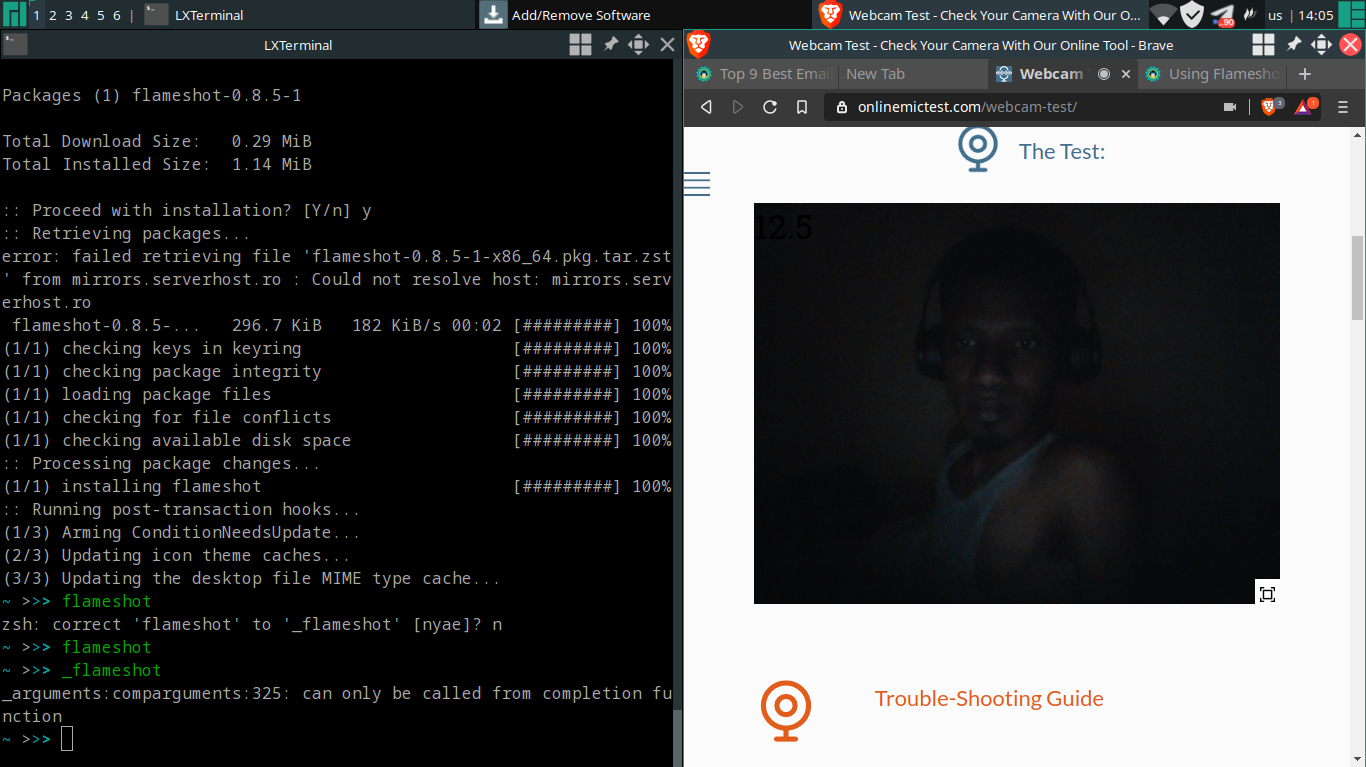 1 2 3 4 5 6 | LXTerminal
Add/Remove Software
Webcam Test - Check Your Camera With Our O...
.90
us | 14:05
LXTerminal
Packages (1) flameshot-0.8.5-1
Total Download Size:   0.29 MiB
Total Installed Size:  1.14 MiB
:: Proceed with installation? [Y/n] y
:: Retrieving packages...
error: failed retrieving file 'flameshot-0.8.5-1-x86_64.pkg.tar.zst
' from mirrors.serverhost.ro : Could not resolve host: mirrors.serv
erhost.ro
flameshot-0.8.5-...   296.7 KiB   182 KiB/s 00:02 [#########] 100%
(1/1) checking keys in keyring [#########] 100%
(1/1) checking package integrity [#########] 100%
(1/1) loading package files [#########] 100%
(1/1) checking for file conflicts [#########] 100%
(1/1) checking available disk space [#########] 100%
:: Processing package changes...
(1/1) installing flameshot [#########] 100%
:: Running post-transaction hooks...
(1/3) Arming ConditionNeedsUpdate...
(2/3) Updating icon theme caches...
(3/3) Updating the desktop file MIME type cache...
~ >>> flameshot
zsh: correct 'flameshot' to '_flameshot' [nyae]? n
~ >>> flameshot
~ >>> _flameshot
_arguments:comparguments:325: can only be called from completion fu
nction
~ >>>
Webcam Test - Check Your Camera With Our Online Tool - Brave
Top 9 Best Emai
New Tab
Webcam
Using Flamesho
onlinemictest.com/webcam-test/
3
1
The Test:
12.5
Trouble-Shooting Guide